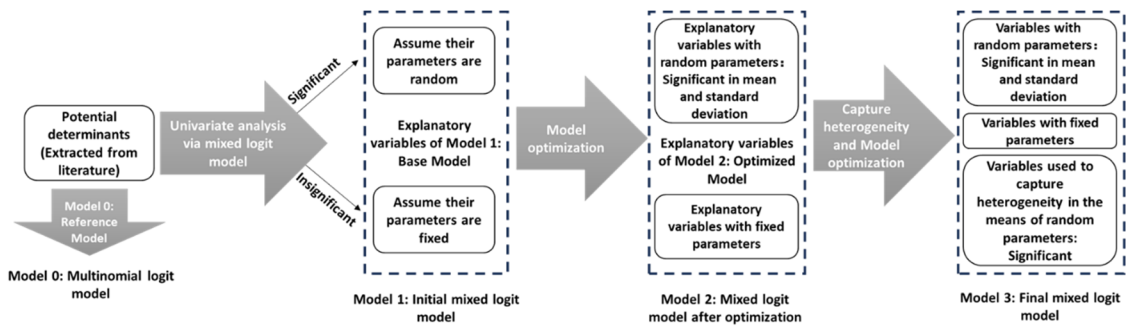 Potential
determinants
(Extracted from
literature)
Model 0:
Reference
Model
Model 0: Multinomial logit
model
Univariate analysis
via mixed logit
model
Significant
Insignificant
Assume their
parameters are
random
Explanatory
variables of Model 1:
Base Model
Assume their
parameters are
fixed
Model 1: Initial mixed logit
model
Model
optimization
Explanatory
variables with
random parameters:
Significant in mean
and standard
deviation
Explanatory variables
of Model 2: Optimized
Model
Explanatory
variables with fixed
parameters
Model 2: Mixed logit
model after optimization
Capture
heterogeneity
and Model
optimization
Variables with
random parameters:
Significant in mean
and standard
deviation
Variables with fixed
parameters
Variables used to
capture
heterogeneity in the
means of random
parameters:
Significant
Model 3: Final mixed logit
model